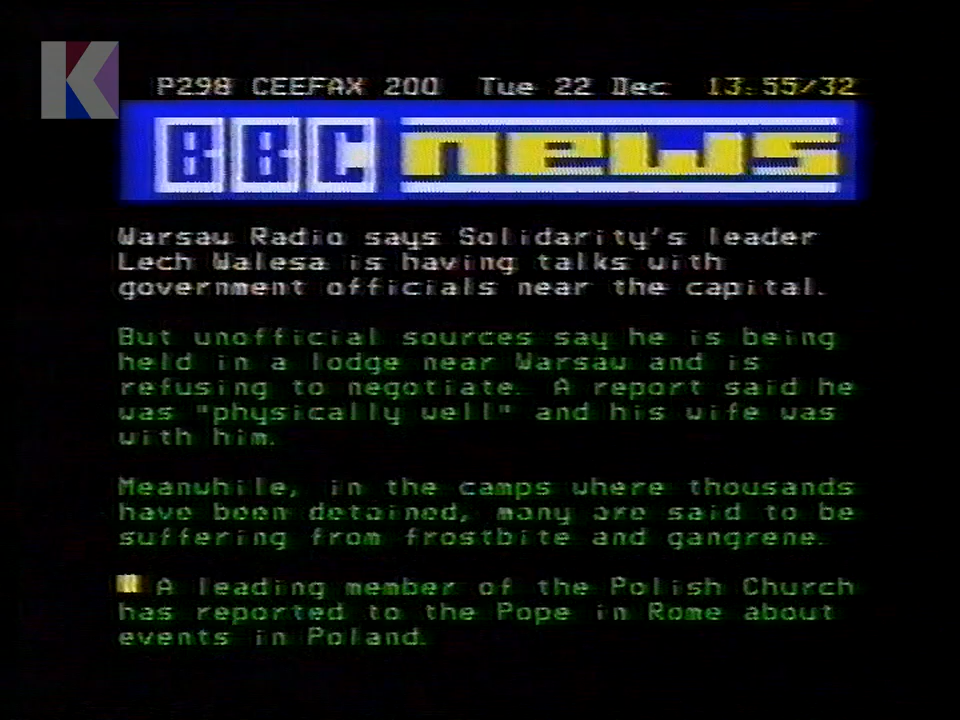 K
P298 CEEFAX 200 Tue 22 Dec 13:55/32
BBC news
Warsaw Radio says Solidarity's leader
Lech Walesa is having talks with
government officials near the capital.
But unofficial sources say he is being
held in a lodge near Warsaw and is
refusing to negotiate. A report said he
was "physically well" and his wife was
with him.
Meanwhile, in the camps where thousands
have been detained, many are said to be
suffering from frostbite and gangrene.
A leading member of the Polish Church
has reported to the Pope in Rome about
events in Poland.